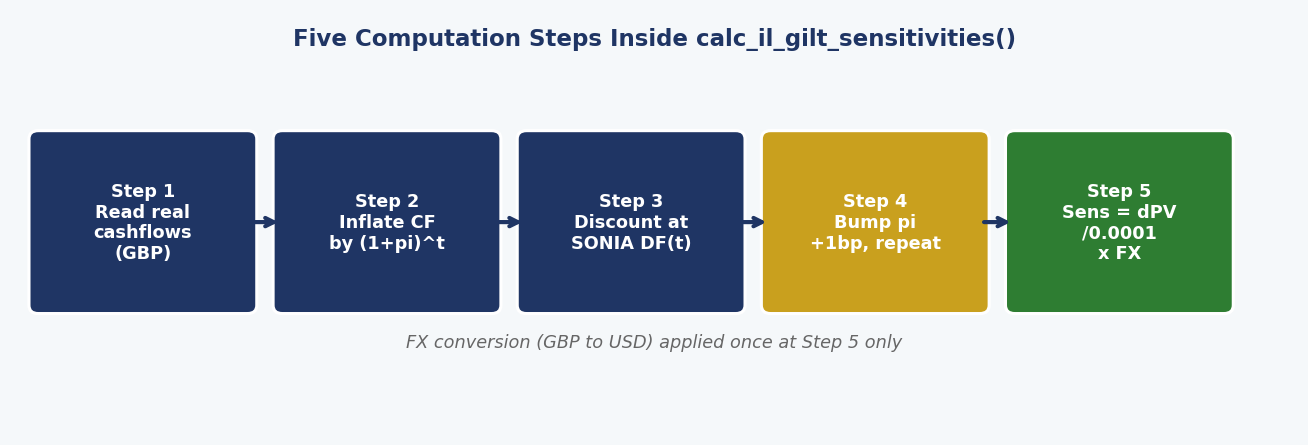 Five Computation Steps Inside calc_il_gilt_sensitivities()
Step 1
Read real
cashflows
(GBP)
Step 2
Inflate CF
by (1+pi)^t
Step 3
Discount at
SONIA DF(t)
Step 4
Bump pi
+1bp, repeat
Step 5
Sens = dPV
/0.0001
x FX
FX conversion (GBP to USD) applied once at Step 5 only